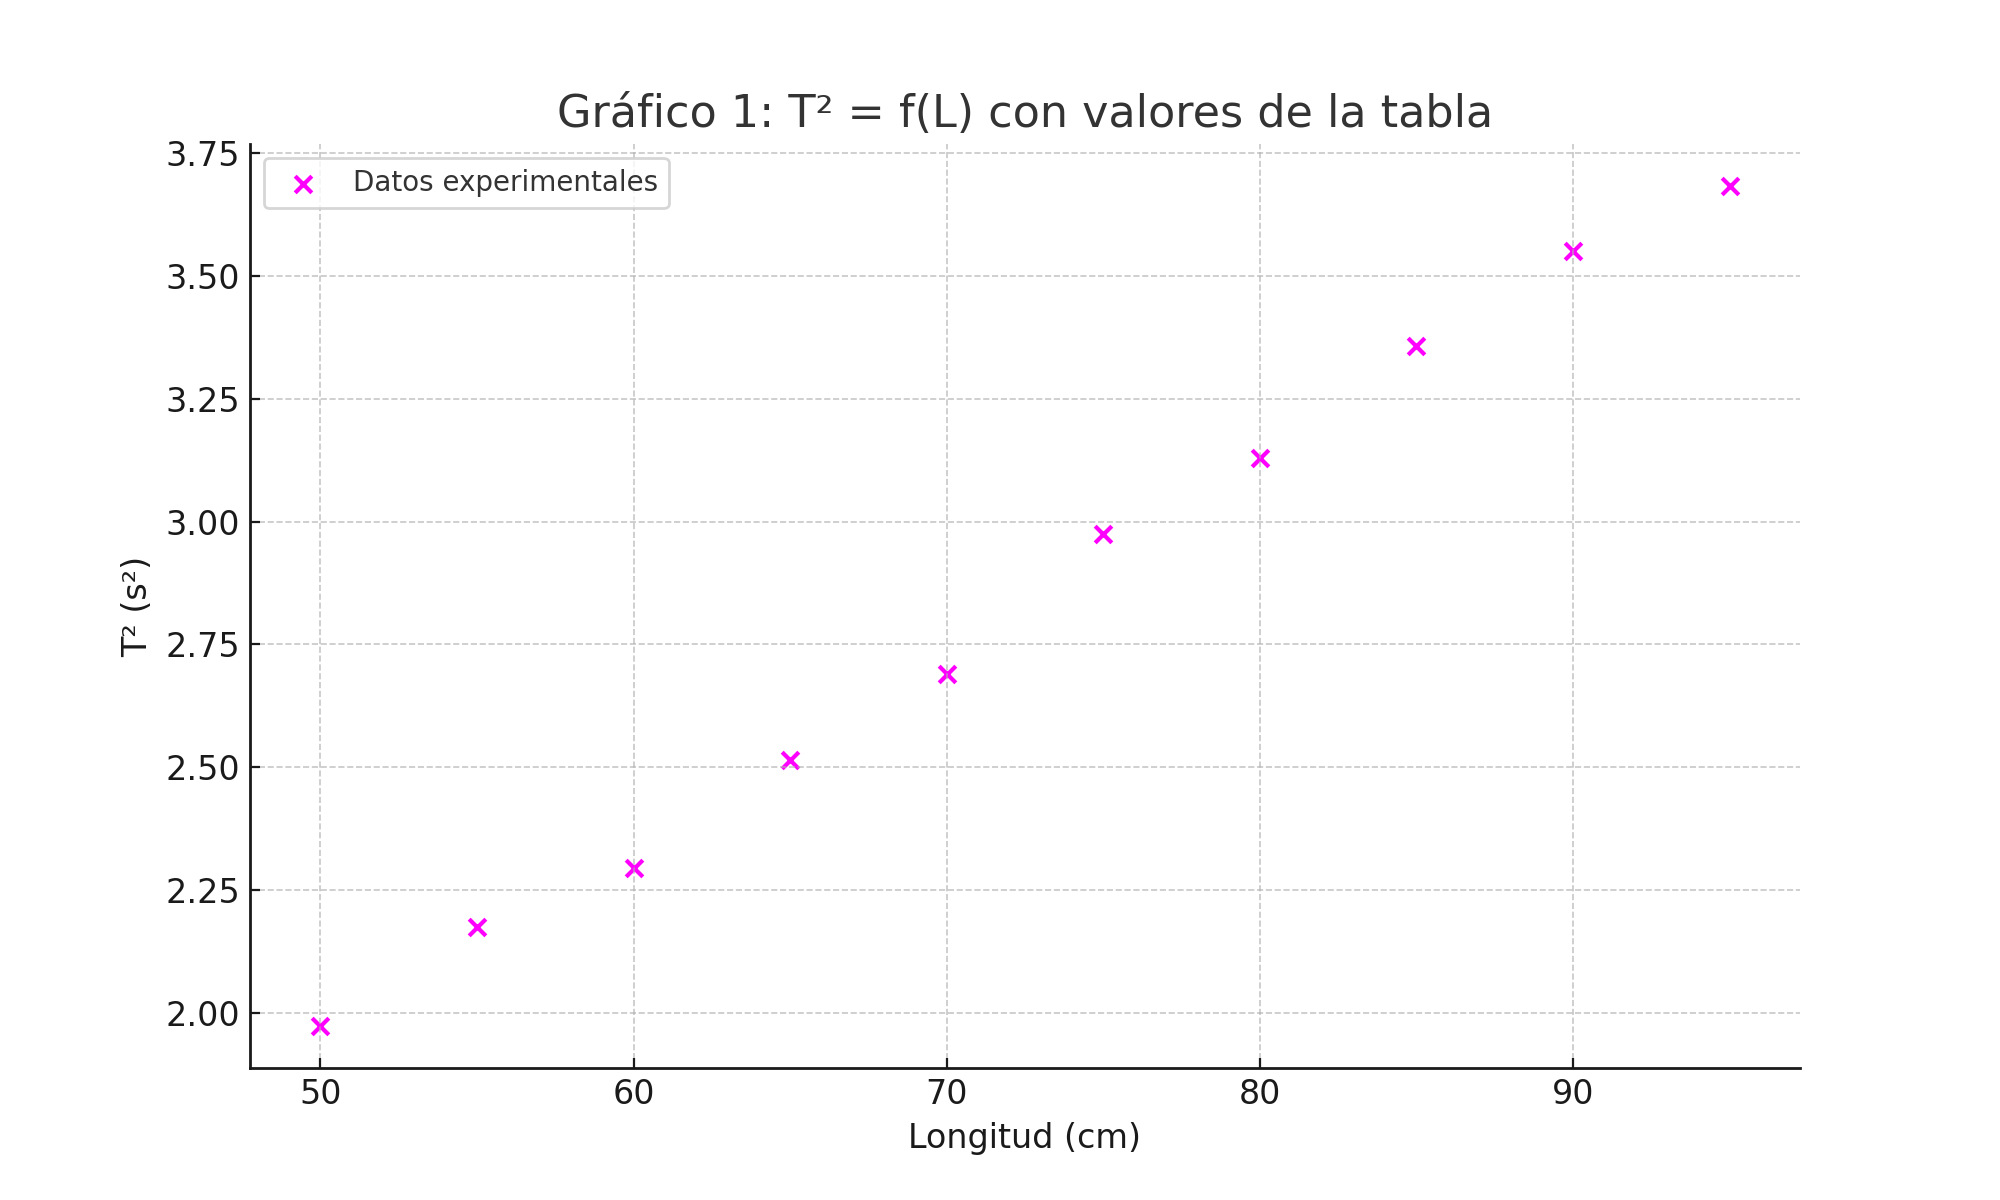 Gráfico 1: T² = f(L) con valores de la tabla
Datos experimentales
3.75
3.50
3.25
3.00
2.75
2.50
2.25
2.00
T² (s²)
50 60 70 80 90
Longitud (cm)